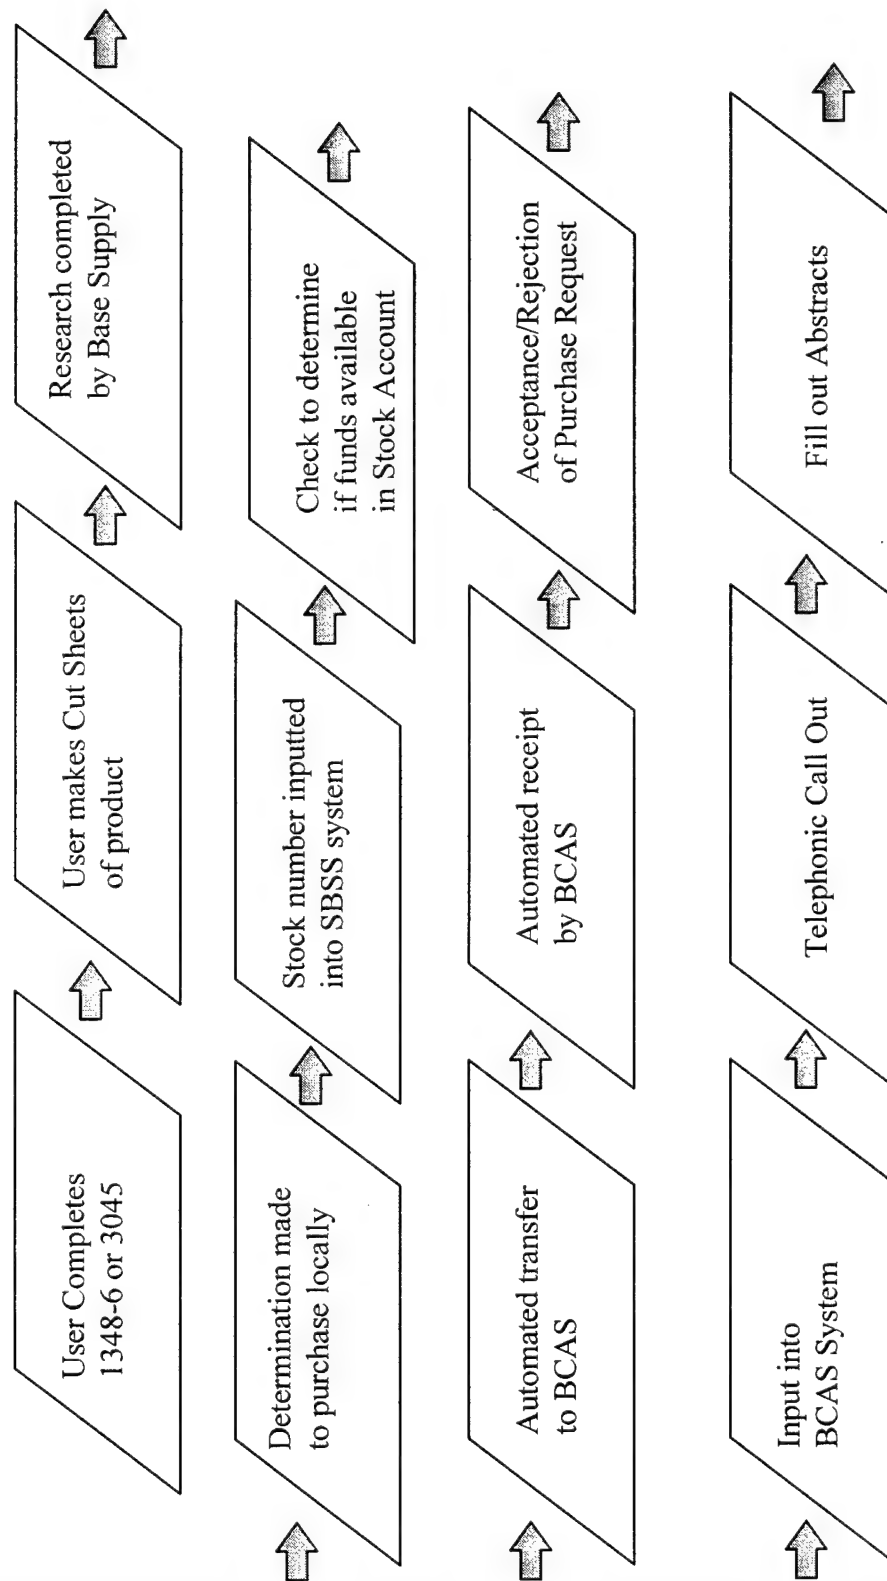 User Completes
1348-6 or 3045
User makes Cut Sheets
of product
Research completed
by Base Supply
Determination made
to purchase locally
Stock number inputted
into SBSS system
Check to determine
if funds available
in Stock Account
Automated transfer
to BCAS
Automated receipt
by BCAS
Acceptance/Rejection
of Purchase Request
Input into
BCAS System
Telephonic Call Out
Fill out Abstracts